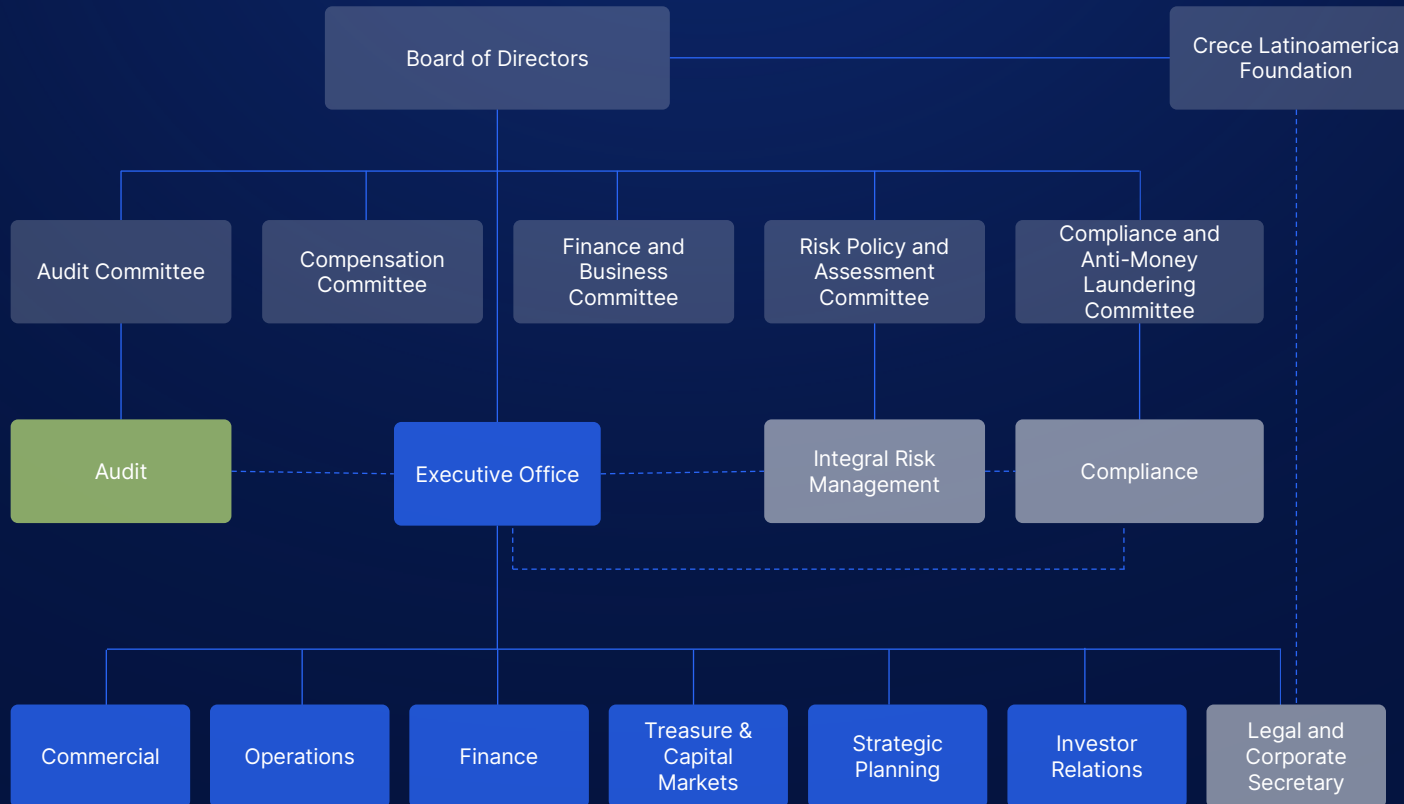 Board of Directors
Crece Latinoamerica
Foundation
Audit Committee
Compensation
Committee
Finance and
Business
Committee
Risk Policy and
Assessment
Committee
Compliance and
Anti-Money
Laundering
Committee
Audit
Executive Office
Integral Risk
Management
Compliance
Commercial
Operations
Finance
Treasure &
Capital
Markets
Strategic
Planning
Investor
Relations
Legal and
Corporate
Secretary